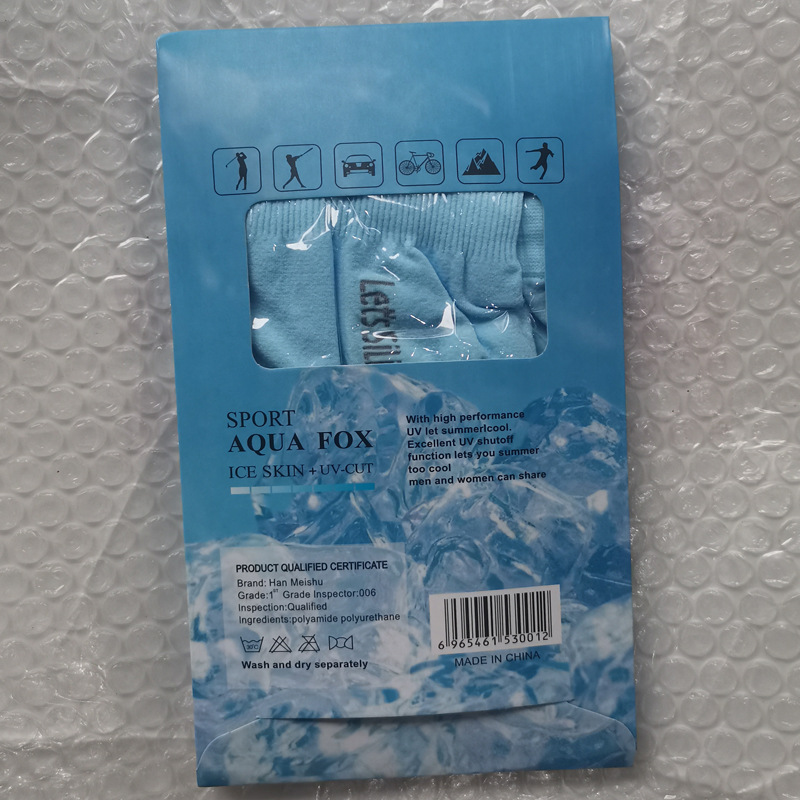 Letsvili
SPORT
AQUA FOX
ICE SKIN + UV-CUT
With high performance
UV let summerlcool.
Excellent UV shutoff
function lets you summer
too cool
men and women can share
PRODUCT QUALIFIED CERTIFICATE
Brand: Han Meishu
Grade:1st Grade Inspector:006
Inspection:Qualified
Ingredients:polyamide polyurethane
30°C
Wash and dry separately
6 965461 530012
MADE IN CHINA